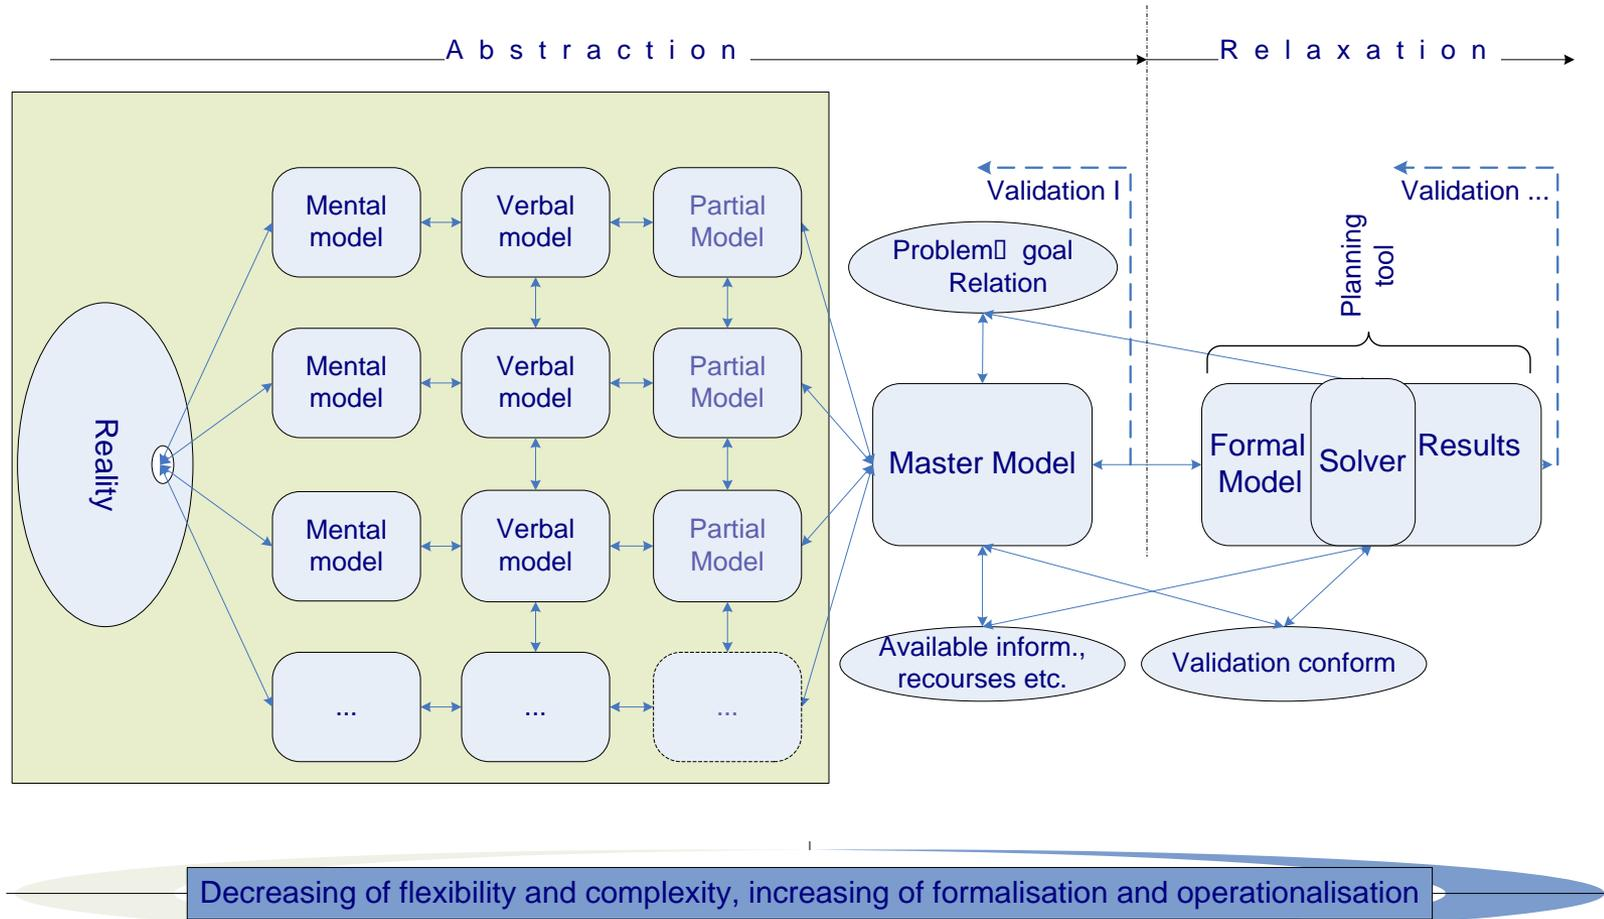 A b s t r a c t i o n
R e l a x a t i o n
Validation I
Validation ...
Planning
tool
Mental
model
Verbal
model
Partial
Model
Problem▯ goal
Relation
Mental
model
Verbal
model
Partial
Model
Reality
Master Model
Formal
Model
Solver
Results
Mental
model
Verbal
model
Partial
Model
Available inform.,
recourses etc.
Validation conform
...
...
...
Decreasing of flexibility and complexity, increasing of formalisation and operationalisation